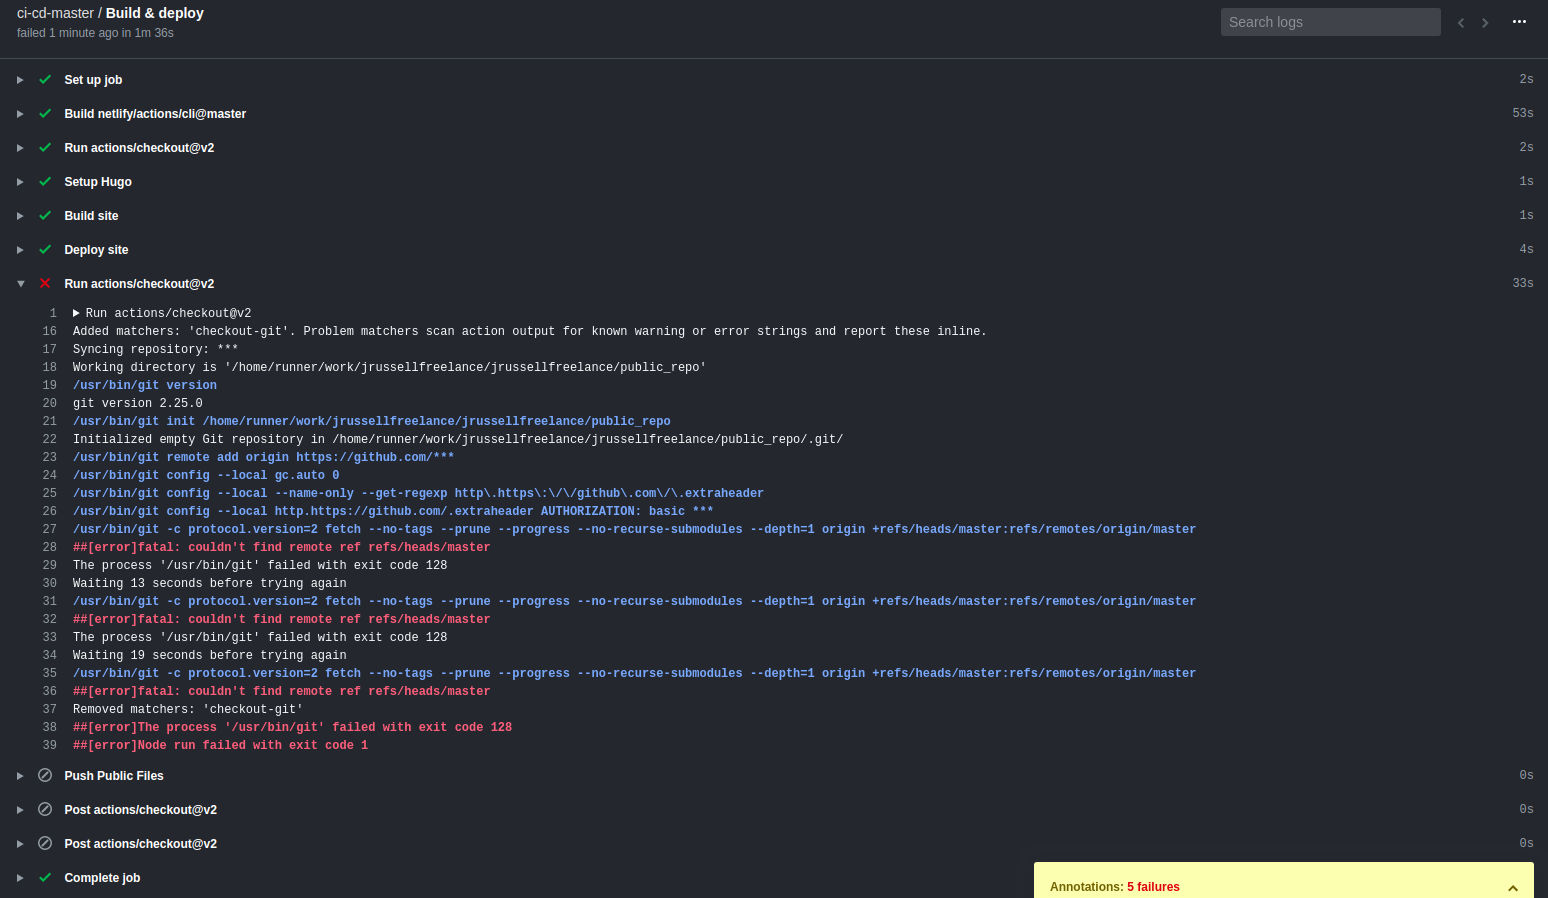 ci-cd-master / Build & deploy
failed 1 minute ago in 1m 36s
Search logs
Set up job 2s
Build netlify/actions/cli@master 53s
Run actions/checkout@v2 2s
Setup Hugo 1s
Build site 1s
Deploy site 4s
Run actions/checkout@v2 33s
1 Run actions/checkout@v2
16 Added matchers: 'checkout-git'. Problem matchers scan action output for known warning or error strings and report these inline.
17 Syncing repository: ***
18 Working directory is '/home/runner/work/jrussellfreelance/jrussellfreelance/public_repo'
19 /usr/bin/git version
20 git version 2.25.0
21 /usr/bin/git init /home/runner/work/jrussellfreelance/jrussellfreelance/public_repo
22 Initialized empty Git repository in /home/runner/work/jrussellfreelance/jrussellfreelance/public_repo/.git/
23 /usr/bin/git remote add origin https://github.com/***
24 /usr/bin/git config --local gc.auto 0
25 /usr/bin/git config --local --name-only --get-regexp http\.https\:\/\/github\.com\/\.extraheader
26 /usr/bin/git config --local http.https://github.com/.extraheader AUTHORIZATION: basic ***
27 /usr/bin/git -c protocol.version=2 fetch --no-tags --prune --progress --no-recurse-submodules --depth=1 origin +refs/heads/master:refs/remotes/origin/master
28 ##[error]fatal: couldn't find remote ref refs/heads/master
29 The process '/usr/bin/git' failed with exit code 128
30 Waiting 13 seconds before trying again
31 /usr/bin/git -c protocol.version=2 fetch --no-tags --prune --progress --no-recurse-submodules --depth=1 origin +refs/heads/master:refs/remotes/origin/master
32 ##[error]fatal: couldn't find remote ref refs/heads/master
33 The process '/usr/bin/git' failed with exit code 128
34 Waiting 19 seconds before trying again
35 /usr/bin/git -c protocol.version=2 fetch --no-tags --prune --progress --no-recurse-submodules --depth=1 origin +refs/heads/master:refs/remotes/origin/master
36 ##[error]fatal: couldn't find remote ref refs/heads/master
37 Removed matchers: 'checkout-git'
38 ##[error]The process '/usr/bin/git' failed with exit code 128
39 ##[error]Node run failed with exit code 1
Push Public Files 0s
Post actions/checkout@v2 0s
Post actions/checkout@v2 0s
Complete job
Annotations: 5 failures